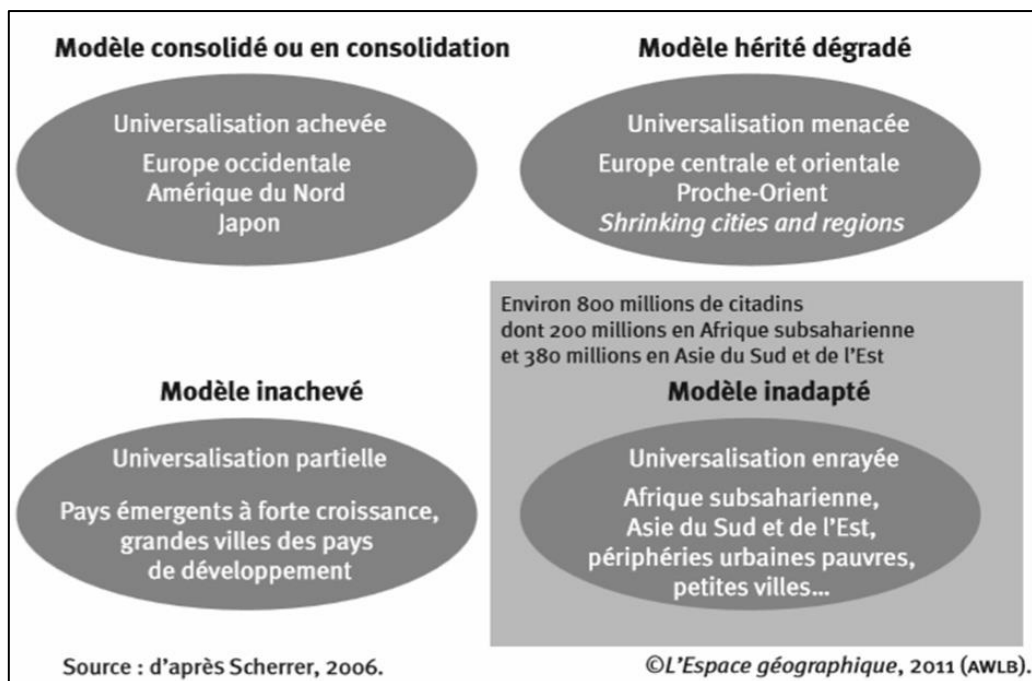 Modèle consolidé ou en consolidation
Universalisation achevée
Europe occidentale
Amérique du Nord
Japon
Modèle hérité dégradé
Universalisation menacée
Europe centrale et orientale
Proche-Orient
Shrinking cities and regions
Modèle inachevé
Universalisation partielle
Pays émergents à forte croissance,
grandes villes des pays
de développement
Environ 800 millions de citadins
dont 200 millions en Afrique subsaharienne
et 380 millions en Asie du Sud et de l'Est
Modèle inadapté
Universalisation enrayée
Afrique subsaharienne,
Asie du Sud et de l'Est,
périphéries urbaines pauvres,
petites villes...
Source : d'après Scherrer, 2006.
©L'Espace géographique, 2011 (AWLB).